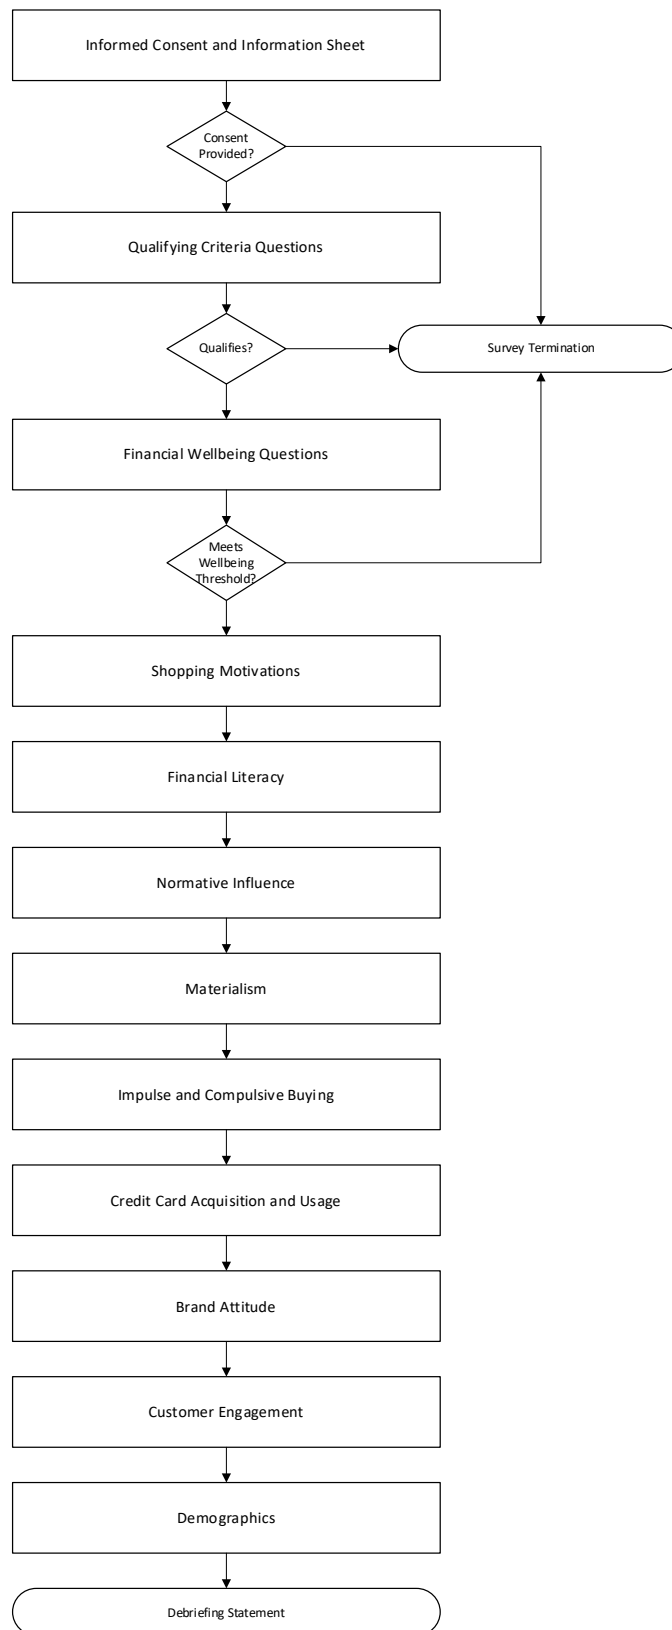 Informed Consent and Information Sheet
Consent
Provided?
Qualifying Criteria Questions
Qualifies?
Survey Termination
Financial Wellbeing Questions
Meets
Wellbeing
Threshold?
Shopping Motivations
Financial Literacy
Normative Influence
Materialism
Impulse and Compulsive Buying
Credit Card Acquisition and Usage
Brand Attitude
Customer Engagement
Demographics
Debriefing Statement